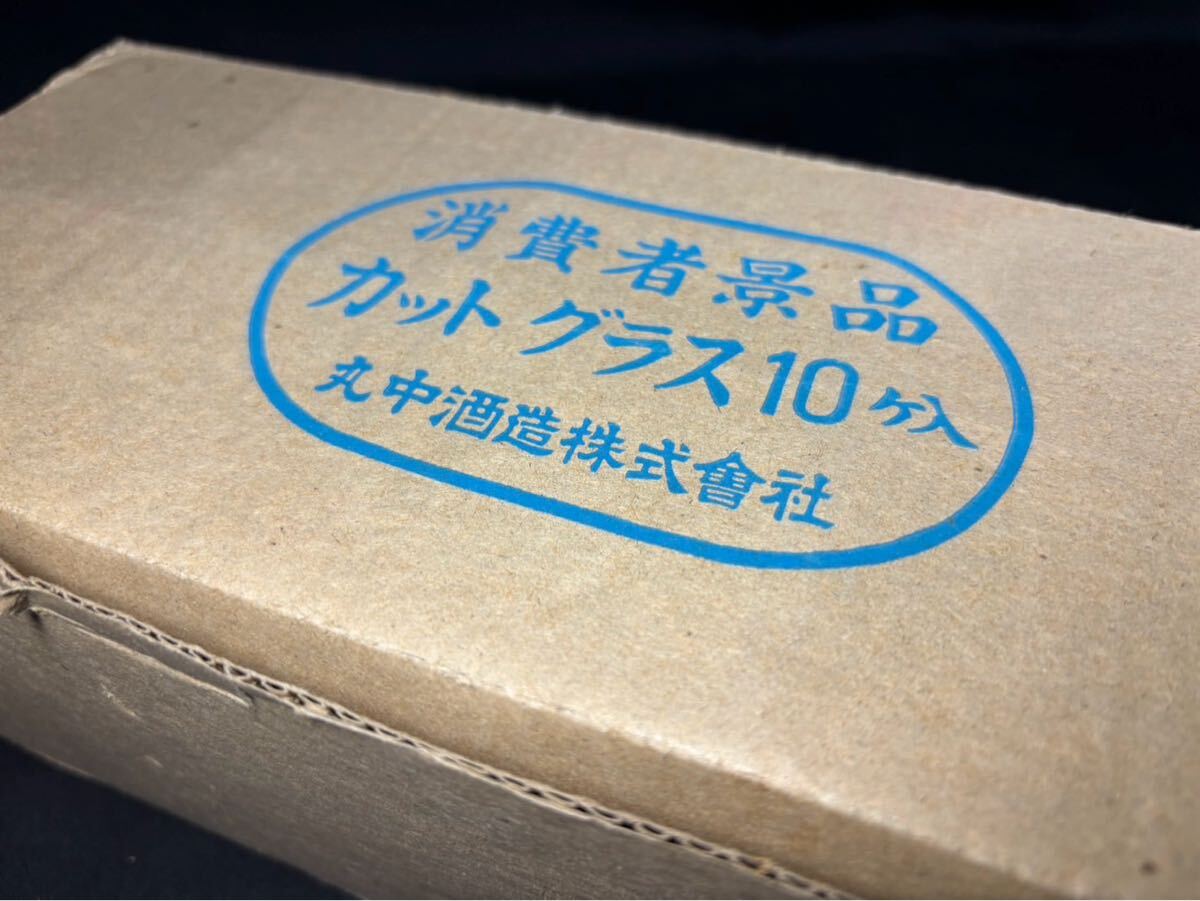 消費者景品
カットグラス10ヶ入
丸中酒造株式會社